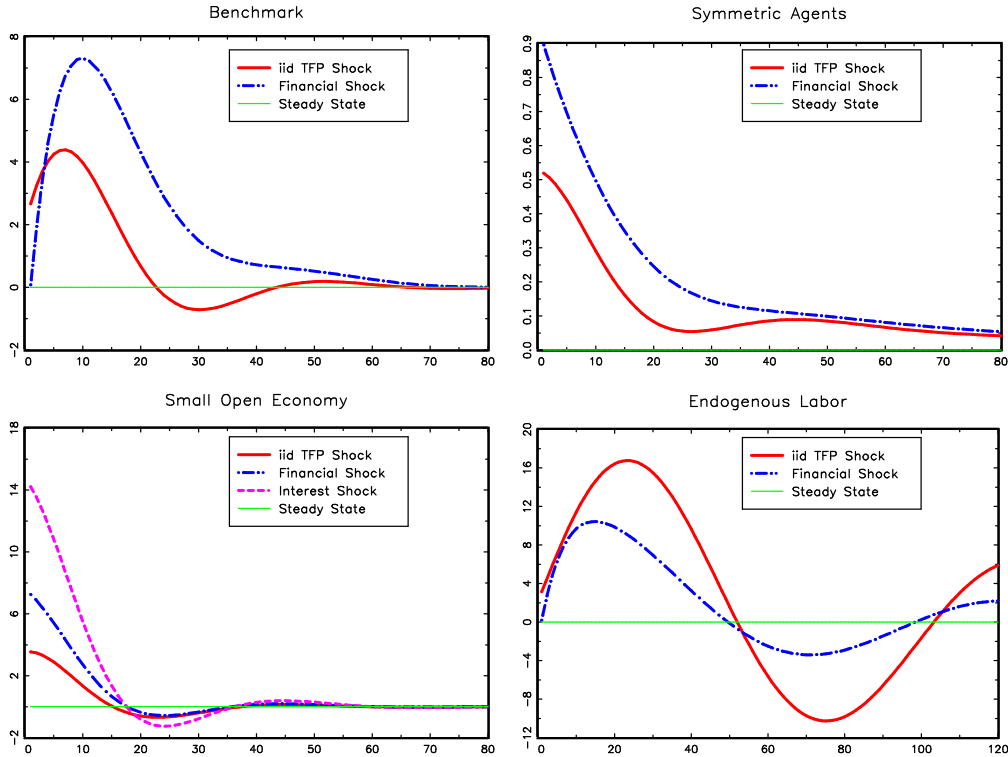 Benchmark
8
6
4
2
0
−2
iid TFP Shock
Financial Shock
Steady State
0 10 20 30 40 50 60 70 80
Symmetric Agents
0.9
0.8
0.7
0.6
0.5
0.4
0.3
0.2
0.1
0.0
iid TFP Shock
Financial Shock
Steady State
0 10 20 30 40 50 60 70 80
Small Open Economy
18
14
10
6
2
−2
iid TFP Shock
Financial Shock
Interest Shock
Steady State
0 10 20 30 40 50 60 70 80
Endogenous Labor
20
16
12
8
4
0
−4
−8
−12
iid TFP Shock
Financial Shock
Steady State
0 20 40 60 80 100 120